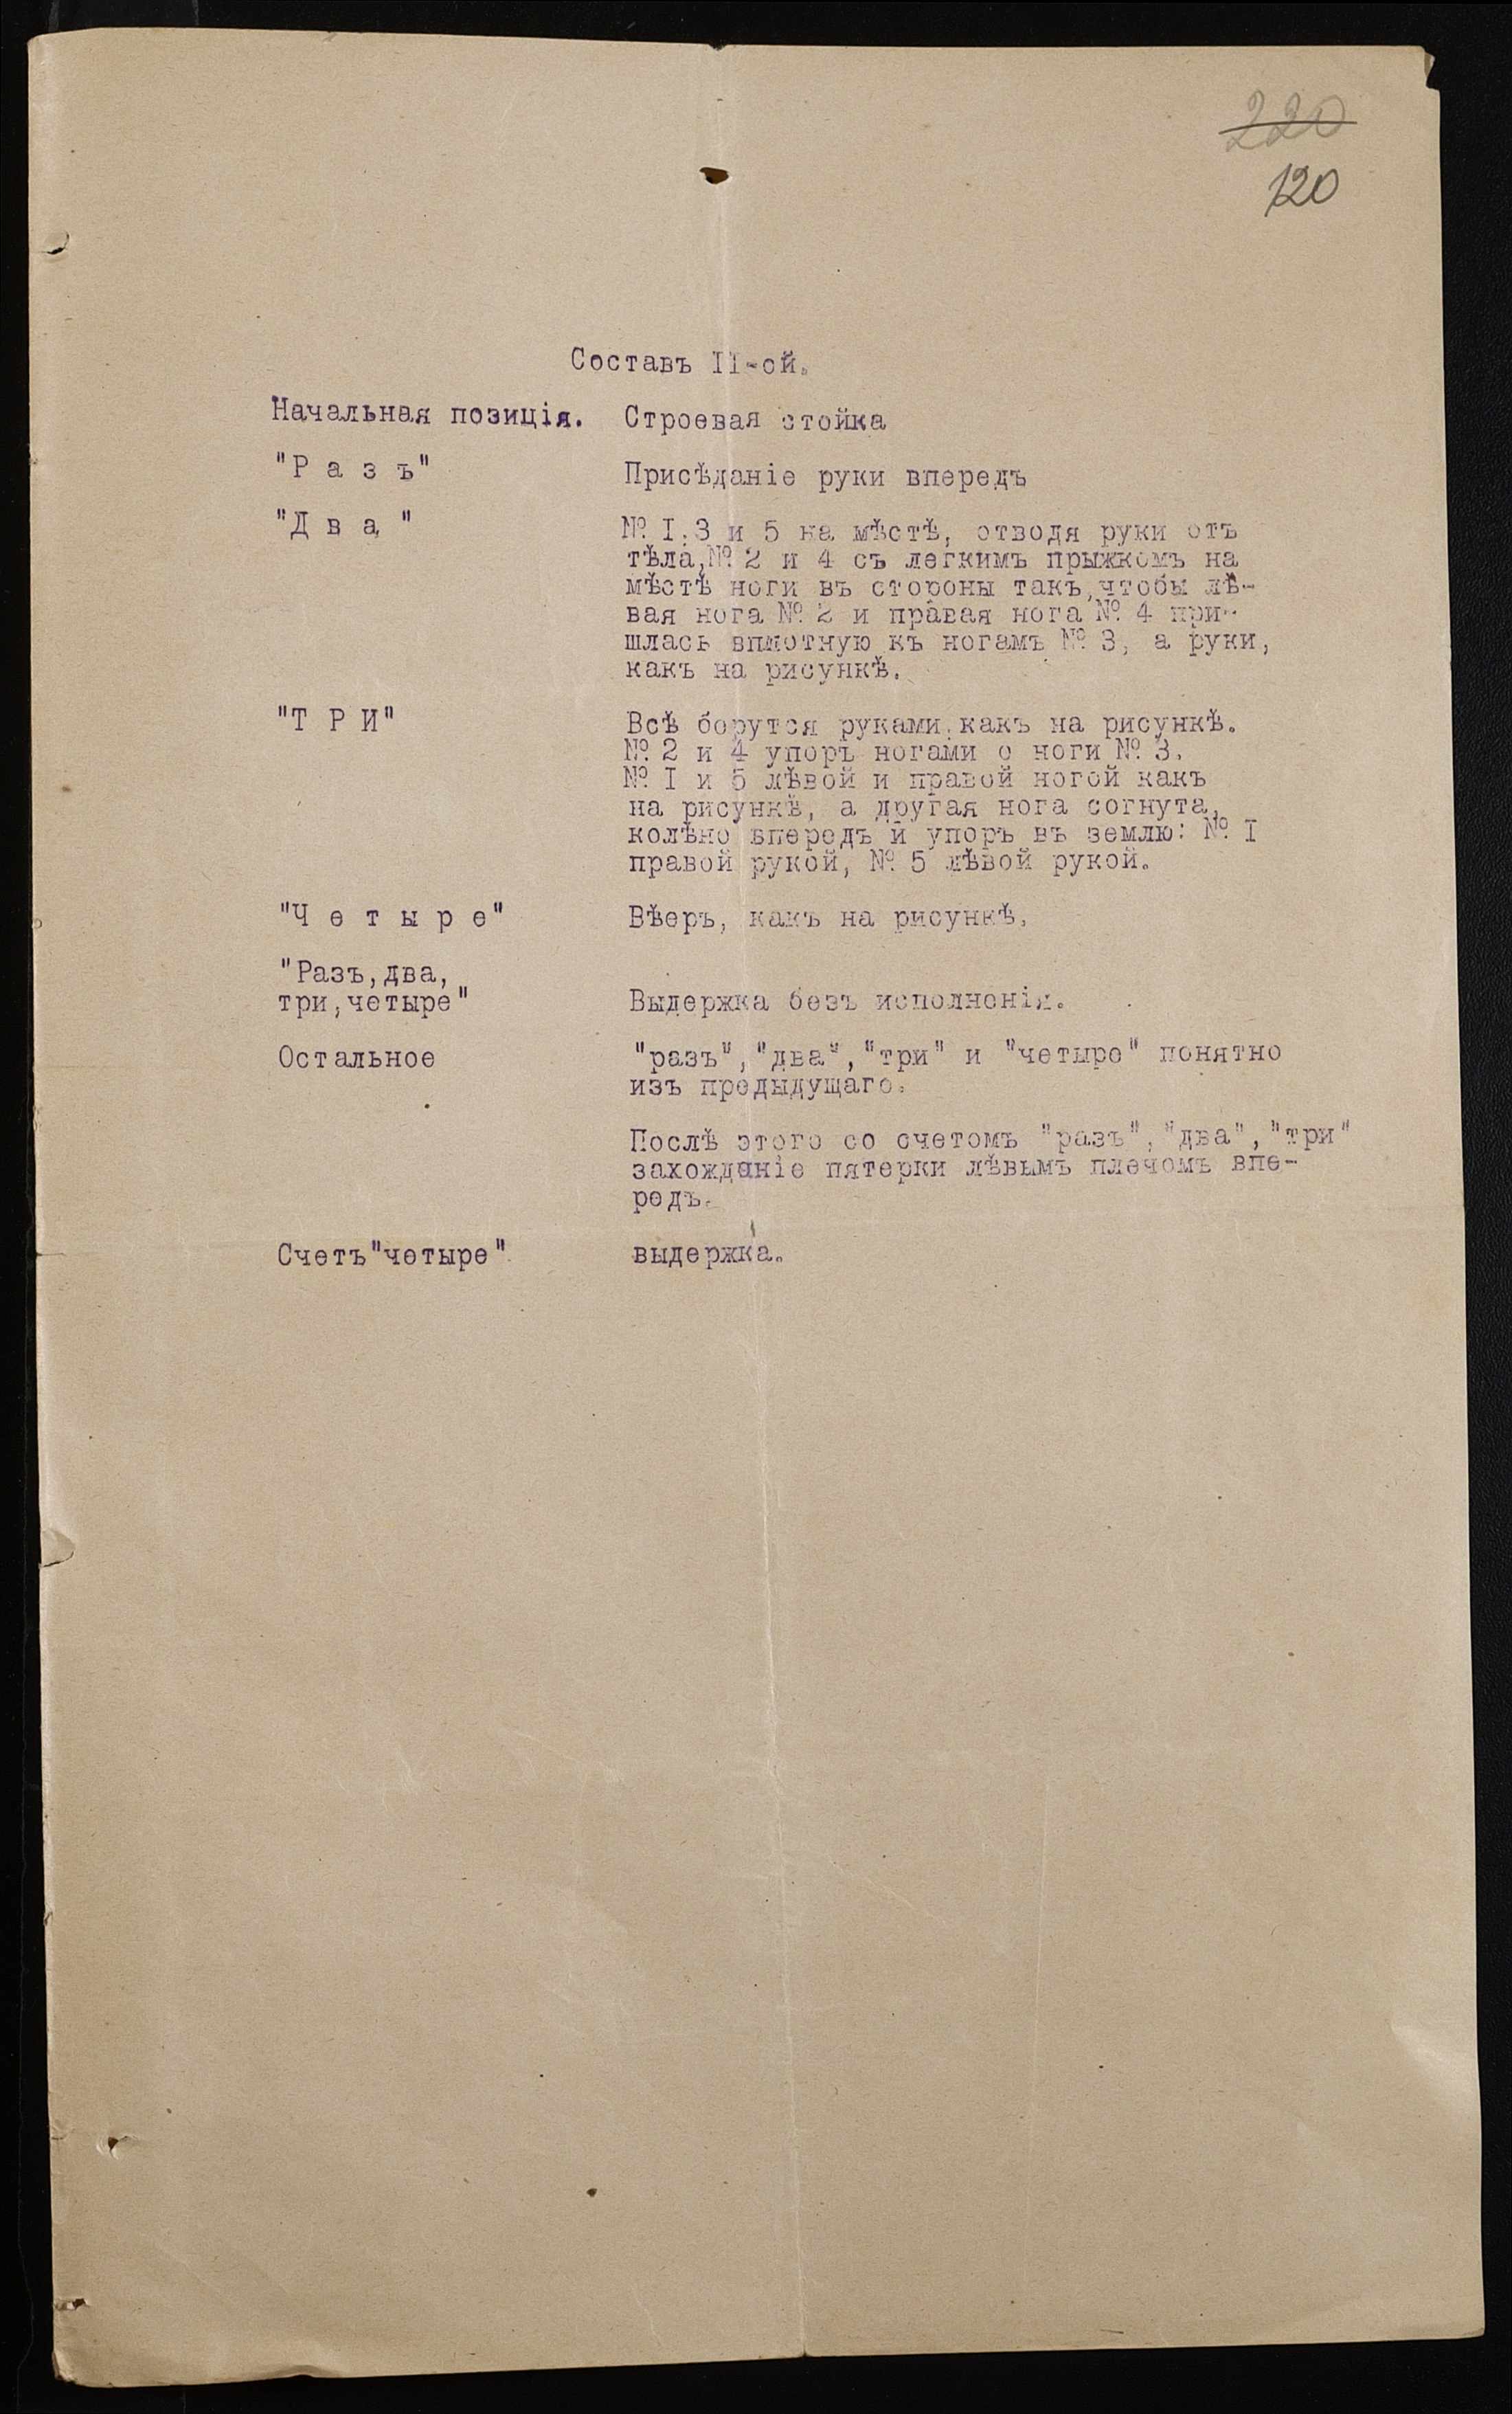 220
120
Составъ II-ой.
Начальная позиція. Строевая стойка
"Р а з ъ" Присѣданіе руки впередъ
"Д в а " № I,3 и 5 на мѣстѣ, отводя руки отъ
тѣла,№ 2 и 4 съ легкимъ прыжкомъ на
мѣстѣ ноги въ стороны такъ,чтобы лѣ-
вая нога № 2 и правая нога № 4 при-
шлась вплотную къ ногамъ № 3, а руки,
какъ на рисункѣ.
"Т Р И" Всѣ борутся руками,какъ на рисункѣ.
№ 2 и 4 упоръ ногами о ноги № 3.
№ I и 5 лѣвой и правой ногой какъ
на рисункѣ, а другая нога согнута,
колѣно впередъ и упоръ въ землю: № I
правой рукой, № 5 лѣвой рукой.
"Ч е т ы р е" Вѣеръ, какъ на рисункѣ.
"Разъ,два,
три,четыре" Выдержка безъ исполненія.
Остальное "разъ","два","три" и "четыре" понятно
изъ предыдущаго.
Послѣ этого со счетомъ "разъ","два","три"
захожданіе пятерки лѣвымъ плечомъ впе-
редъ.
Счетъ"четыре" выдержка.